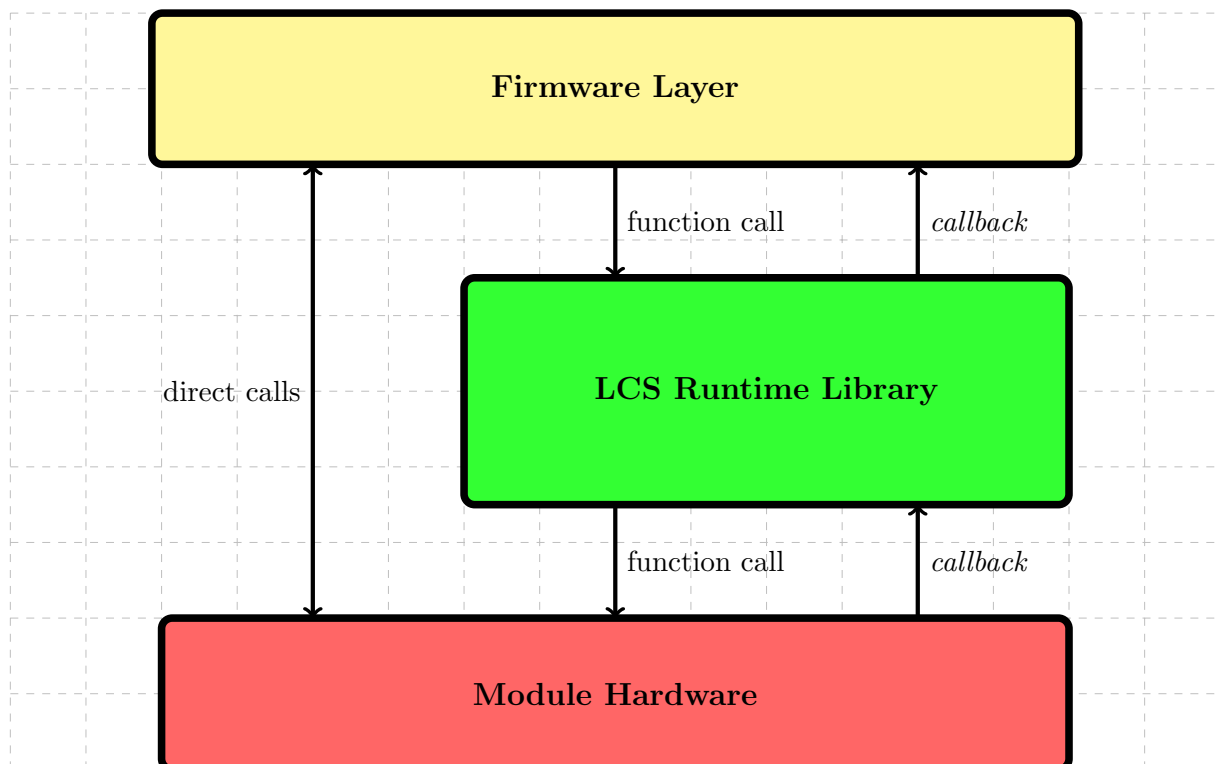 Firmware Layer
function call
callback
LCS Runtime Library
direct calls
function call
callback
Module Hardware